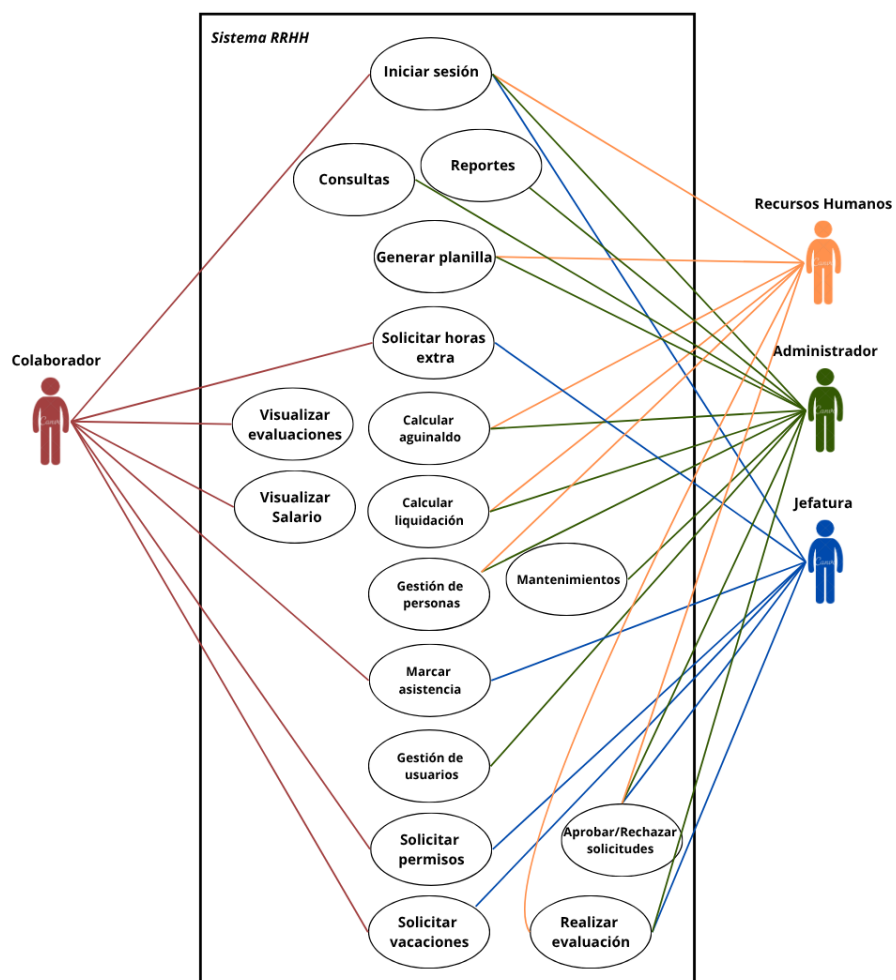 Sistema RRHH
Iniciar sesión
Consultas
Reportes
Recursos Humanos
Generar planilla
Solicitar horas
extra
Administrador
Colaborador
Visualizar
evaluaciones
Calcular
aguinaldo
Visualizar
Salario
Calcular
liquidación
Jefatura
Gestión de
personas
Mantenimientos
Marcar
asistencia
Gestión de
usuarios
Solicitar
permisos
Aprobar/Rechazar
solicitudes
Solicitar
vacaciones
Realizar
evaluación